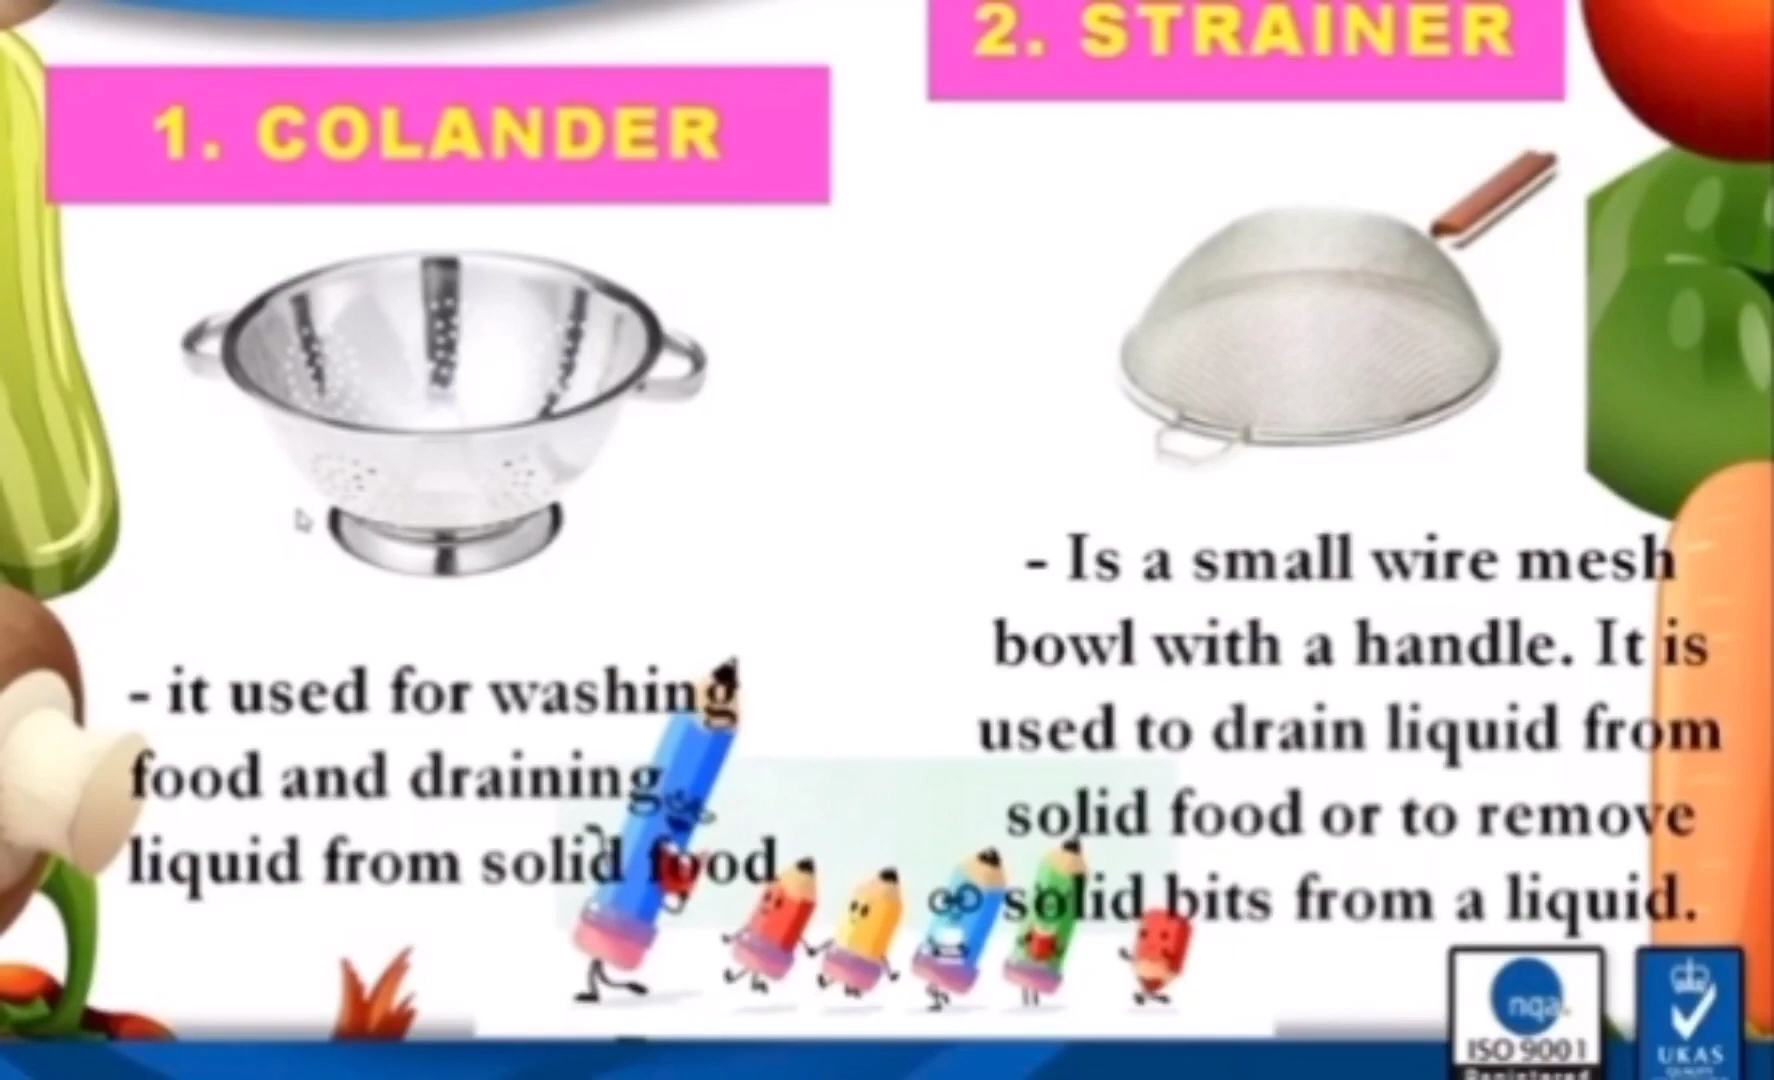 1. COLANDER
- it used for washing
food and draining
liquid from solid food
2. STRAINER
- Is a small wire mesh
bowl with a handle. It is
used to drain liquid from
solid food or to remove
solid bits from a liquid.
nqa.
ISO 9001
Registered
UKAS